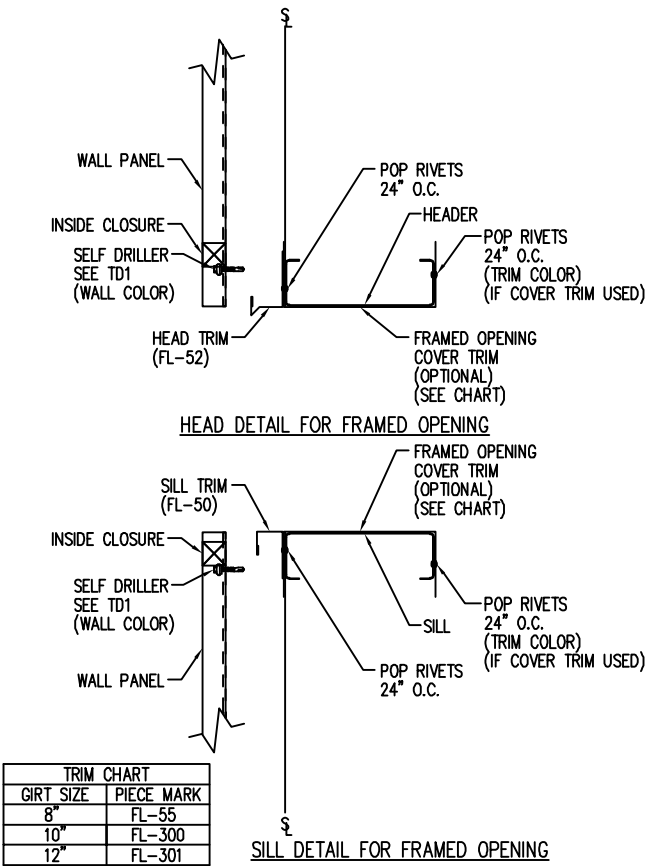 SL
WALL PANEL
POP RIVETS
24" O.C.
HEADER
INSIDE CLOSURE
SELF DRILLER
SEE TD1
(WALL COLOR)
POP RIVETS
24" O.C.
(TRIM COLOR)
(IF COVER TRIM USED)
HEAD TRIM
(FL-52)
FRAMED OPENING
COVER TRIM
(OPTIONAL)
(SEE CHART)
HEAD DETAIL FOR FRAMED OPENING
FRAMED OPENING
COVER TRIM
(OPTIONAL)
(SEE CHART)
SILL TRIM
(FL-50)
INSIDE CLOSURE
SELF DRILLER
SEE TD1
(WALL COLOR)
POP RIVETS
24" O.C.
(TRIM COLOR)
(IF COVER TRIM USED)
SILL
WALL PANEL
POP RIVETS
24" O.C.
TRIM CHART
GIRT SIZE PIECE MARK
8" FL-55
10" FL-300
12" FL-301
SL
SILL DETAIL FOR FRAMED OPENING